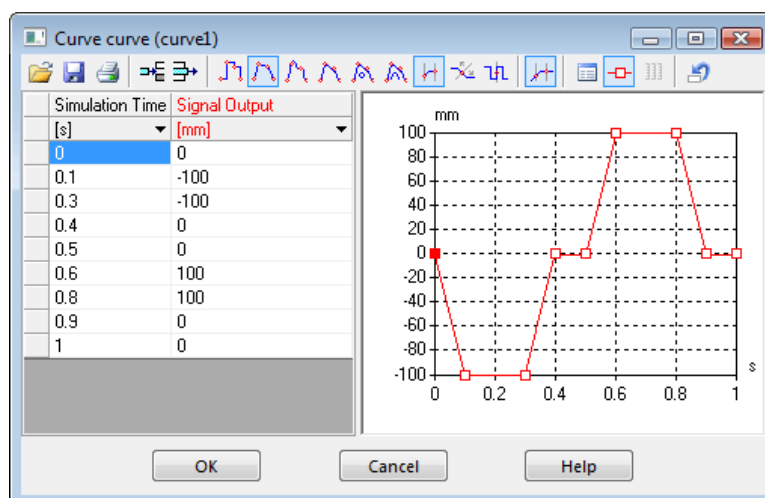 Curve curve (curve1)
Simulation Time Signal Output
[s] [mm]
0 0
0.1 -100
0.3 -100
0.4 0
0.5 0
0.6 100
0.8 100
0.9 0
1 0
mm
100
80
60
40
20
0
-20
-40
-60
-80
-100
s
0 0.2 0.4 0.6 0.8 1
OK Cancel Help